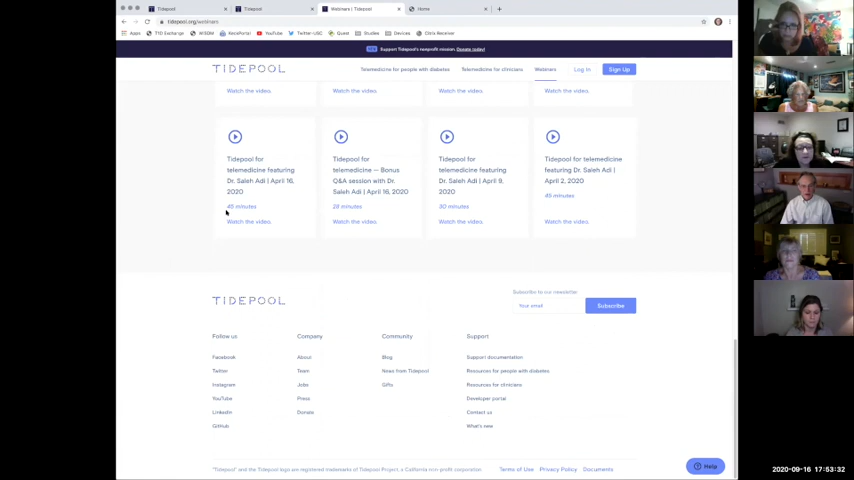 Tidepool
Tidepool
Webinars | Tidepool
Home
tidepool.org/webinars
Apps
T1D Exchange
WISDM
KeckPortal
YouTube
Twitter-USC
Quest
Studies
Devices
Chris Receiver
Support Tidepool's nonprofit mission. Donate today!
TIDEPOOL
Telemedicine for people with diabetes
Telemedicine for clinicians
Webinars
Log In
Sign Up
Watch the video.
Watch the video.
Watch the video.
Watch the video.
Tidepool for
telemedicine featuring
Dr. Saleh Adi | April 16,
2020
45 minutes
Watch the video.
Tidepool for
telemedicine — Bonus
Q&A session with Dr.
Saleh Adi | April 16, 2020
28 minutes
Watch the video.
Tidepool for
telemedicine featuring
Dr. Saleh Adi | April 9,
2020
30 minutes
Watch the video.
Tidepool for telemedicine
featuring Dr. Saleh Adi |
April 2, 2020
45 minutes
Watch the video.
TIDEPOOL
Subscribe to our newsletter
Your email
Subscribe
Follow us
Facebook
Twitter
Instagram
YouTube
LinkedIn
GitHub
Company
About
Team
Jobs
Press
Donate
Community
Blog
News from Tidepool
Gifts
Support
Support documentation
Resources for people with diabetes
Resources for clinicians
Developer portal
Contact us
What's new
"Tidepool" and the Tidepool logo are registered trademarks of Tidepool Project, a California non-profit corporation.
Terms of Use
Privacy Policy
Documents
Help
2020-09-16 17:53:32